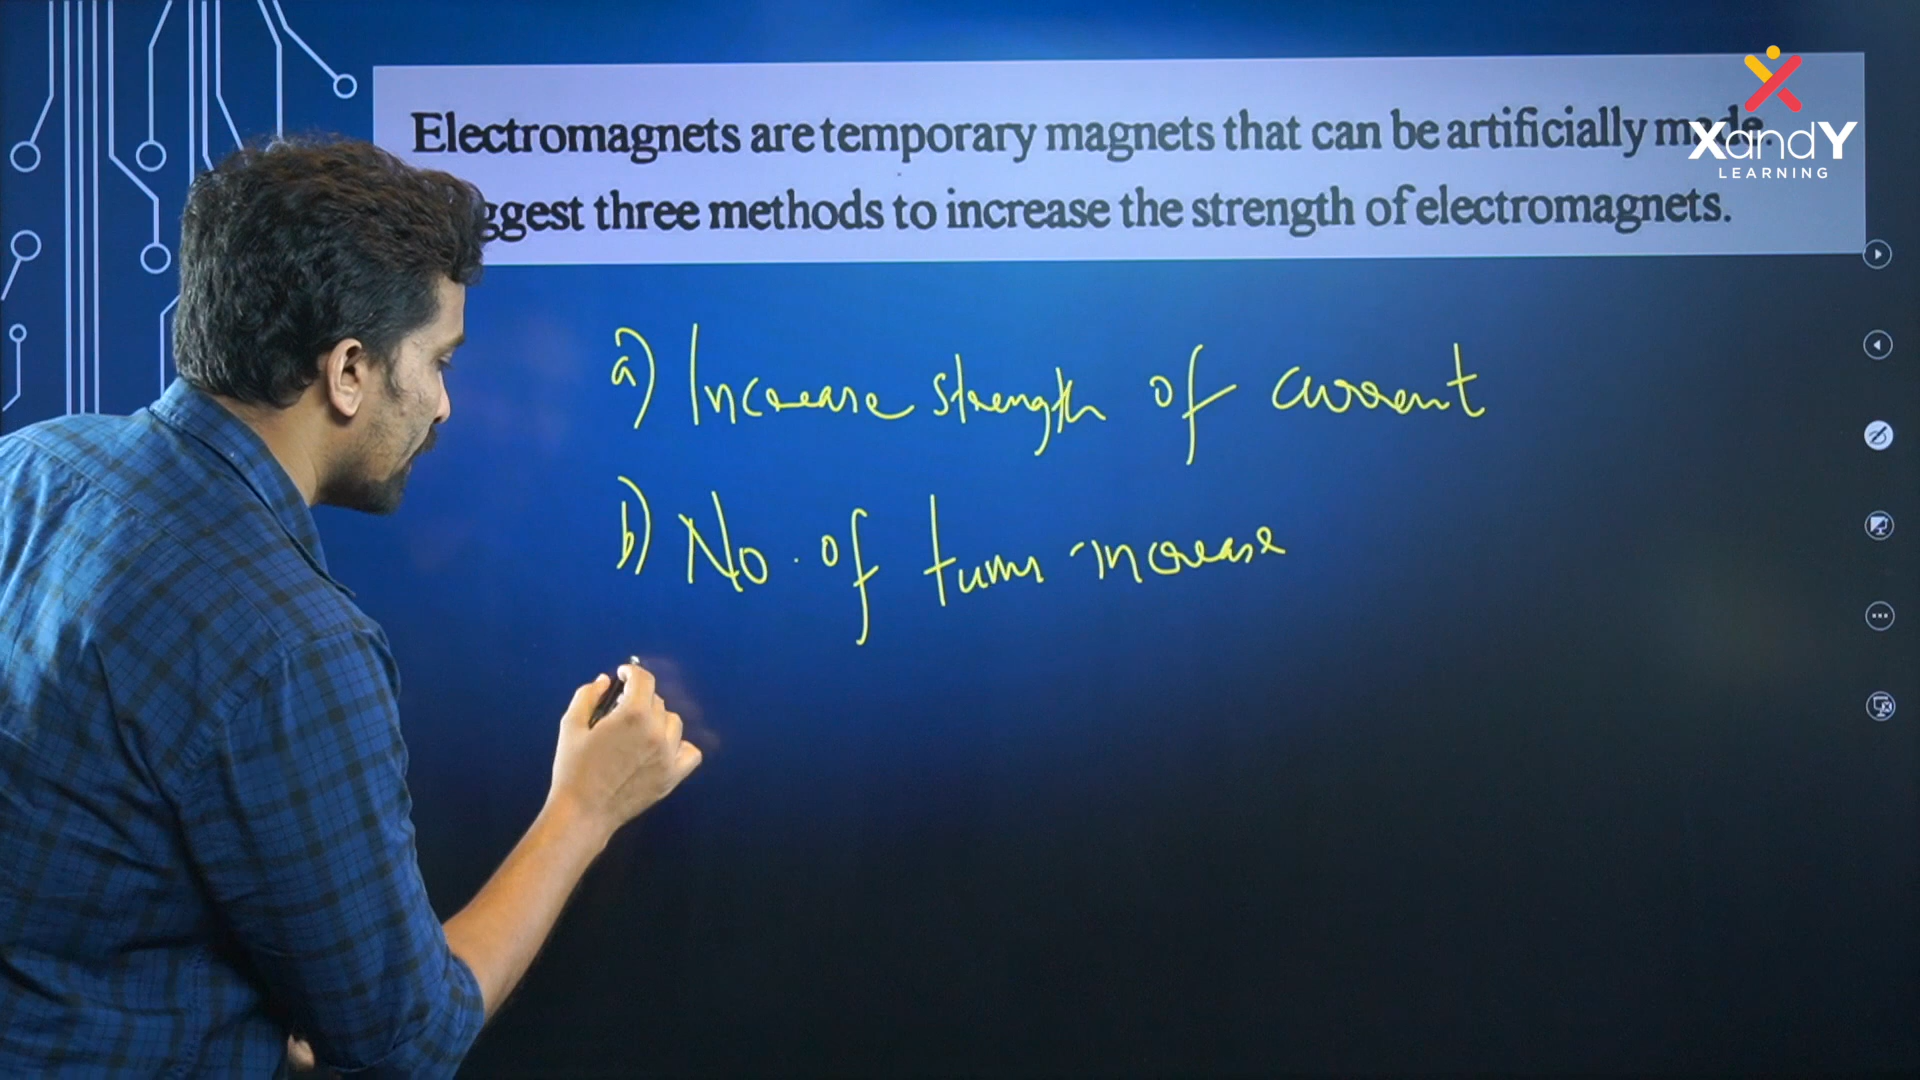 Electromagnets are temporary magnets that can be artificially made.
ggest three methods to increase the strength of electromagnets.
XandY
LEARNING
a) Increase strength of current
b) No. of turns increase